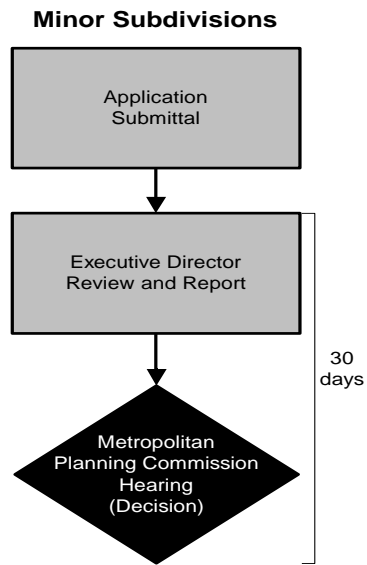 Minor Subdivisions
Application
Submittal
Executive Director
Review and Report
30
days
Metropolitan
Planning Commission
Hearing
(Decision)